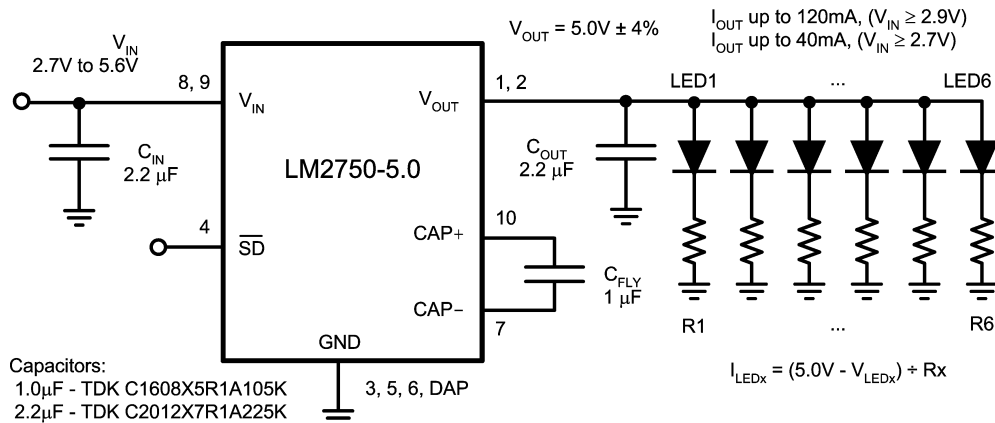 V_IN
2.7V to 5.6V
V_OUT = 5.0V ± 4%
I_OUT up to 120mA, (V_IN ≥ 2.9V)
I_OUT up to 40mA, (V_IN ≥ 2.7V)
8, 9
1, 2
LED1
...
LED6
V_IN
V_OUT
C_IN
2.2 µF
LM2750-5.0
C_OUT
2.2 µF
4
SD
10
CAP+
C_FLY
1 µF
CAP−
7
R1
...
R6
GND
Capacitors:
1.0µF - TDK C1608X5R1A105K
2.2µF - TDK C2012X7R1A225K
3, 5, 6, DAP
I_LEDx = (5.0V - V_LEDx) ÷ Rx